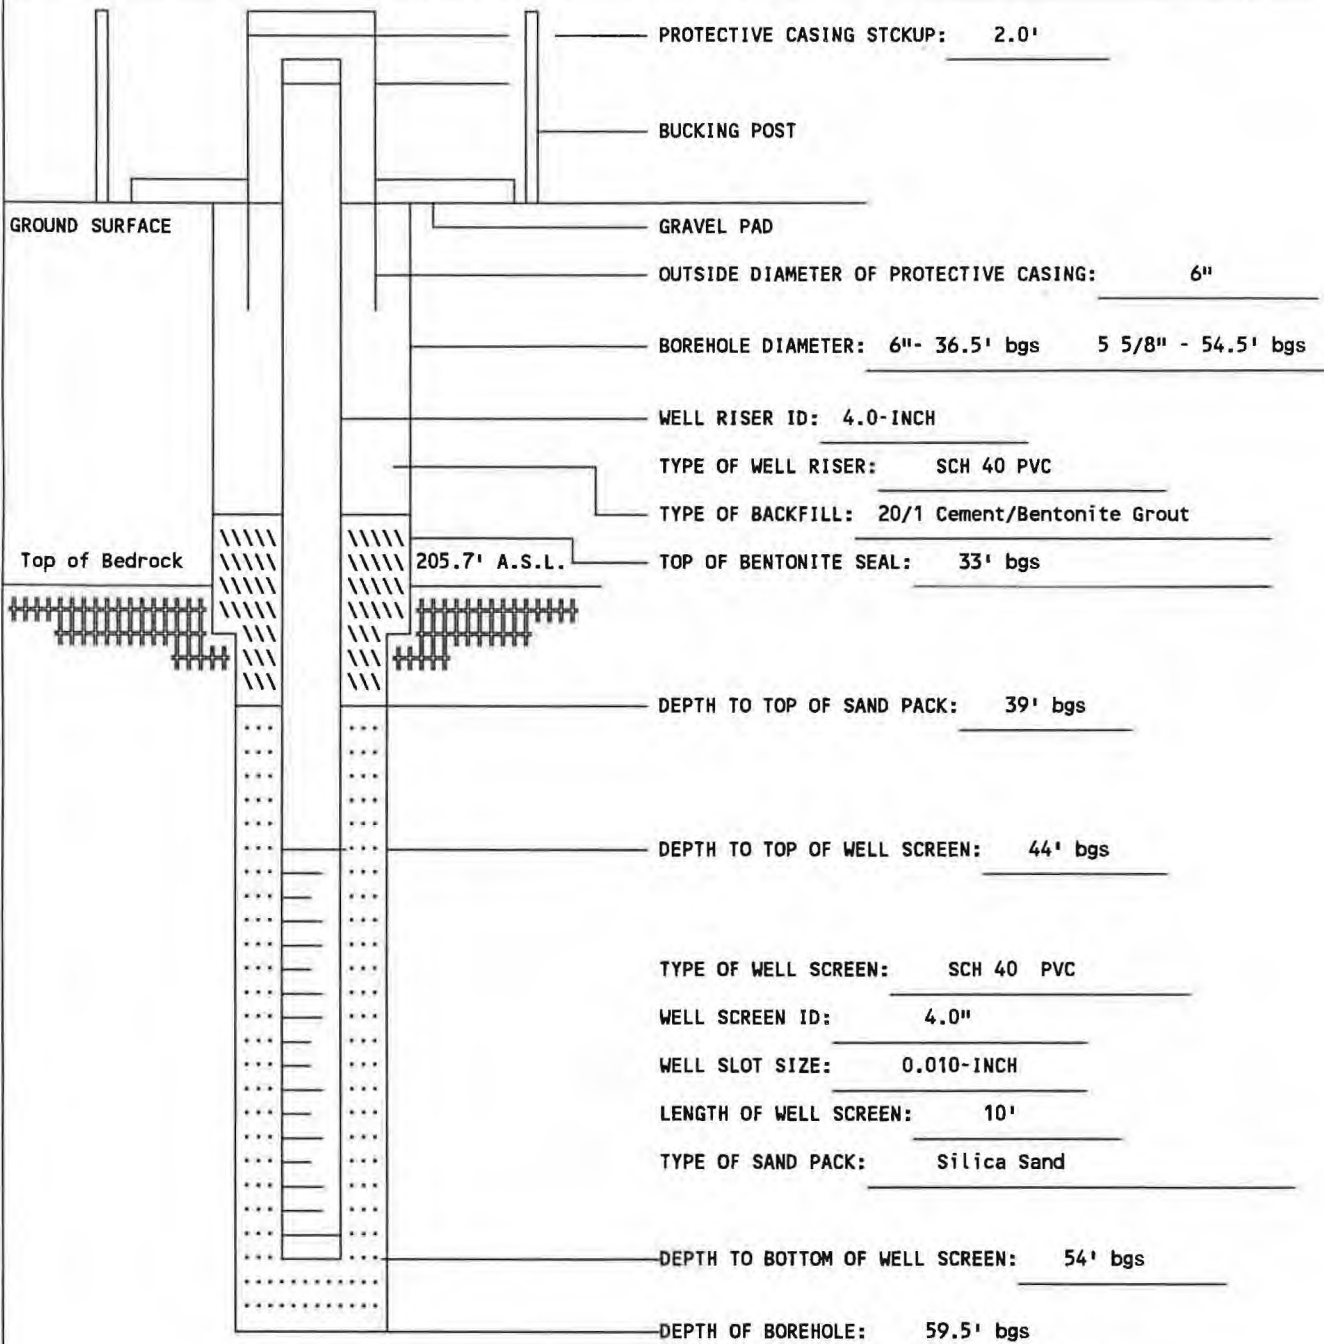 PROTECTIVE CASING STCKUP: 2.0'
BUCKING POST
GROUND SURFACE
GRAVEL PAD
OUTSIDE DIAMETER OF PROTECTIVE CASING: 6"
BOREHOLE DIAMETER: 6"- 36.5' bgs 5 5/8" - 54.5' bgs
WELL RISER ID: 4.0-INCH
TYPE OF WELL RISER: SCH 40 PVC
TYPE OF BACKFILL: 20/1 Cement/Bentonite Grout
Top of Bedrock 205.7' A.S.L. TOP OF BENTONITE SEAL: 33' bgs
DEPTH TO TOP OF SAND PACK: 39' bgs
DEPTH TO TOP OF WELL SCREEN: 44' bgs
TYPE OF WELL SCREEN: SCH 40 PVC
WELL SCREEN ID: 4.0"
WELL SLOT SIZE: 0.010-INCH
LENGTH OF WELL SCREEN: 10'
TYPE OF SAND PACK: Silica Sand
DEPTH TO BOTTOM OF WELL SCREEN: 54' bgs
DEPTH OF BOREHOLE: 59.5' bgs